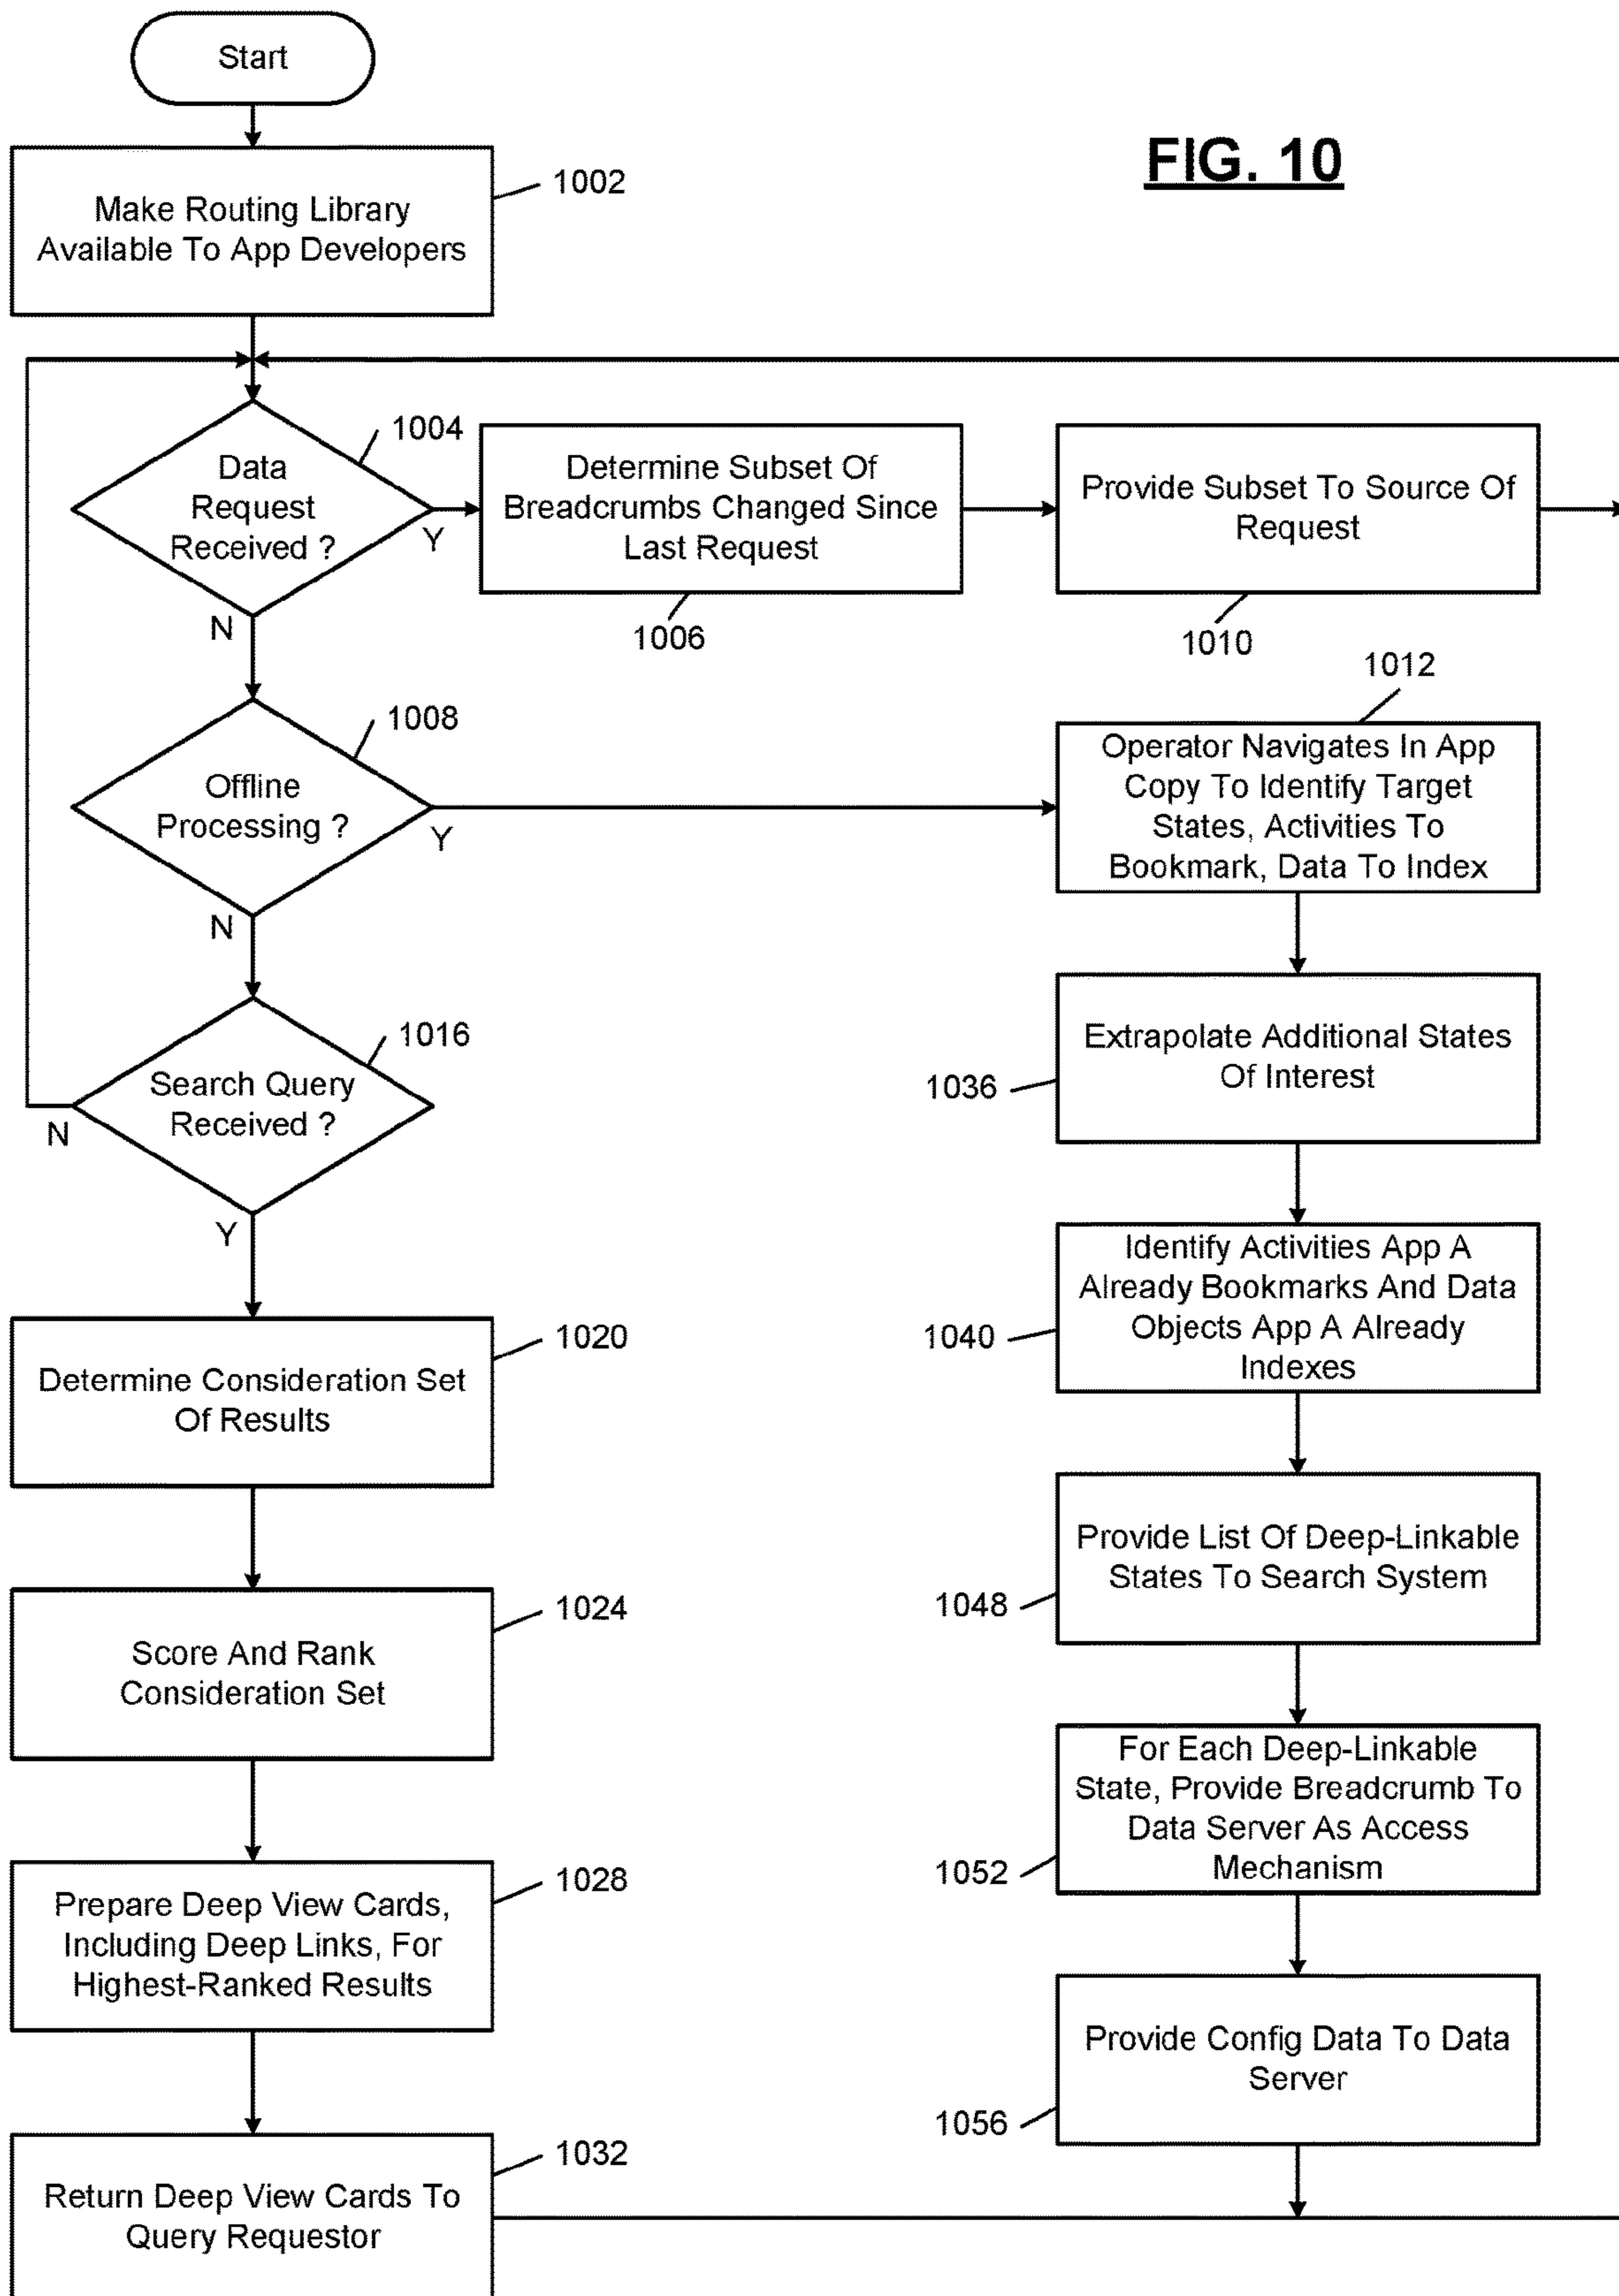 Start
FIG. 10
1002
Make Routing Library
Available To App Developers
1004
Data
Request
Received ?
Y
N
Determine Subset Of
Breadcrumbs Changed Since
Last Request
1006
Provide Subset To Source Of
Request
1010
1008
Offline
Processing ?
Y
N
1012
Operator Navigates In App
Copy To Identify Target
States, Activities To
Bookmark, Data To Index
1016
Search Query
Received ?
N
Y
Extrapolate Additional States
Of Interest
1036
Identify Activities App A
Already Bookmarks And Data
Objects App A Already
Indexes
1040
1020
Determine Consideration Set
Of Results
Provide List Of Deep-Linkable
States To Search System
1048
1024
Score And Rank
Consideration Set
For Each Deep-Linkable
State, Provide Breadcrumb To
Data Server As Access
Mechanism
1052
1028
Prepare Deep View Cards,
Including Deep Links, For
Highest-Ranked Results
Provide Config Data To Data
Server
1056
1032
Return Deep View Cards To
Query Requestor